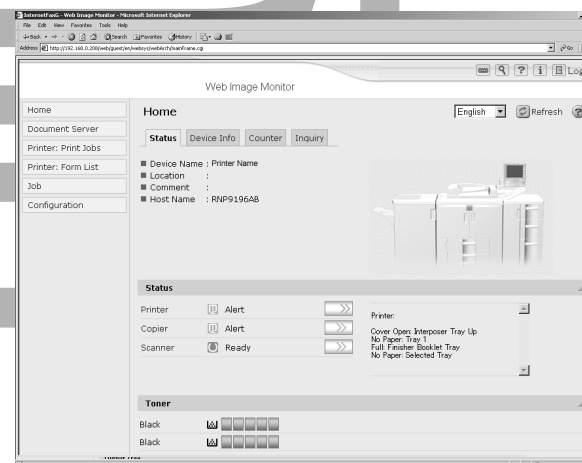 InternetFaxG - Web Image Monitor - Microsoft Internet Explorer
File Edit View Favorites Tools Help
Back Search Favorites History
Address http://192.168.0.208/web/guest/en/websys/webArch/mainFrame.cgi Go
Web Image Monitor
Home
Document Server
Printer: Print Jobs
Printer: Form List
Job
Configuration
Home
English Refresh
Status Device Info Counter Inquiry
Device Name : Printer Name
Location :
Comment :
Host Name : RNP9196AB
Status
Printer Alert
Copier Alert
Scanner Ready
Printer:
Cover Open: Interposer Tray Up
No Paper: Tray 1
Full: Finisher Booklet Tray
No Paper: Selected Tray
Toner
Black
Black